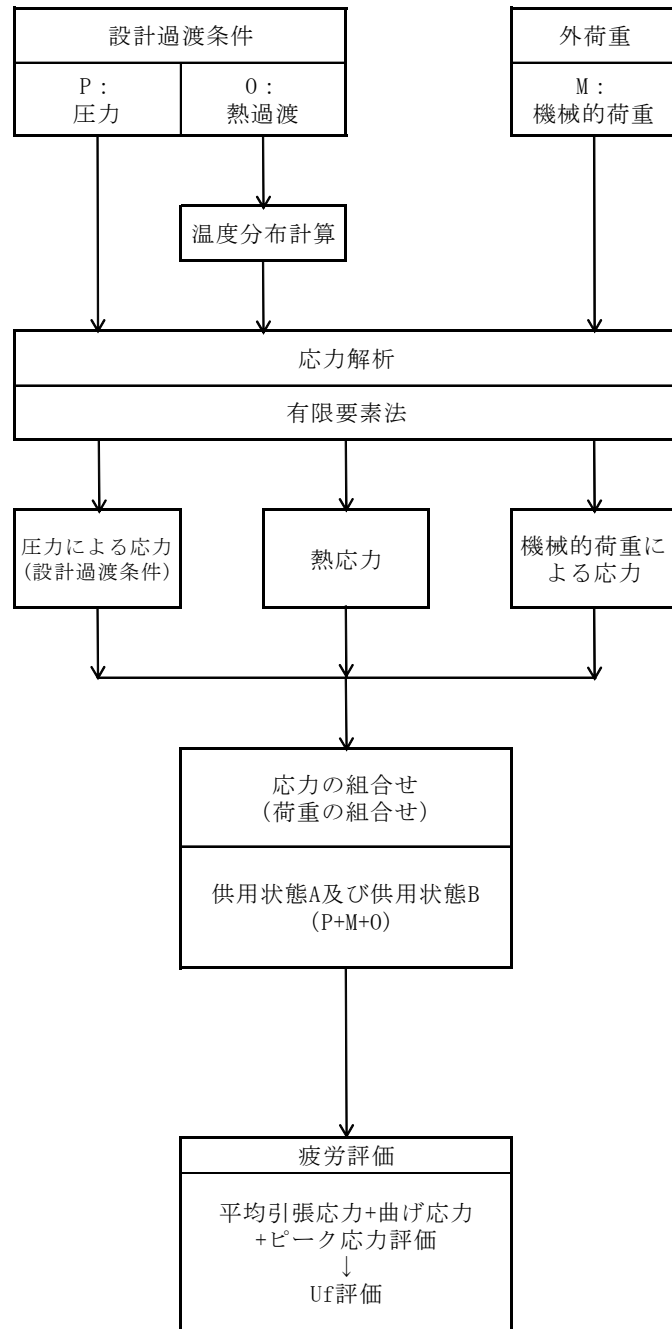 設計過渡条件
外荷重
P：
圧力
O：
熱過渡
M：
機械的荷重
温度分布計算
応力解析
有限要素法
圧力による応力
(設計過渡条件)
熱応力
機械的荷重に
よる応力
応力の組合せ
(荷重の組合せ)
供用状態A及び供用状態B
(P+M+O)
疲労評価
平均引張応力+曲げ応力
+ピーク応力評価
↓
Uf評価